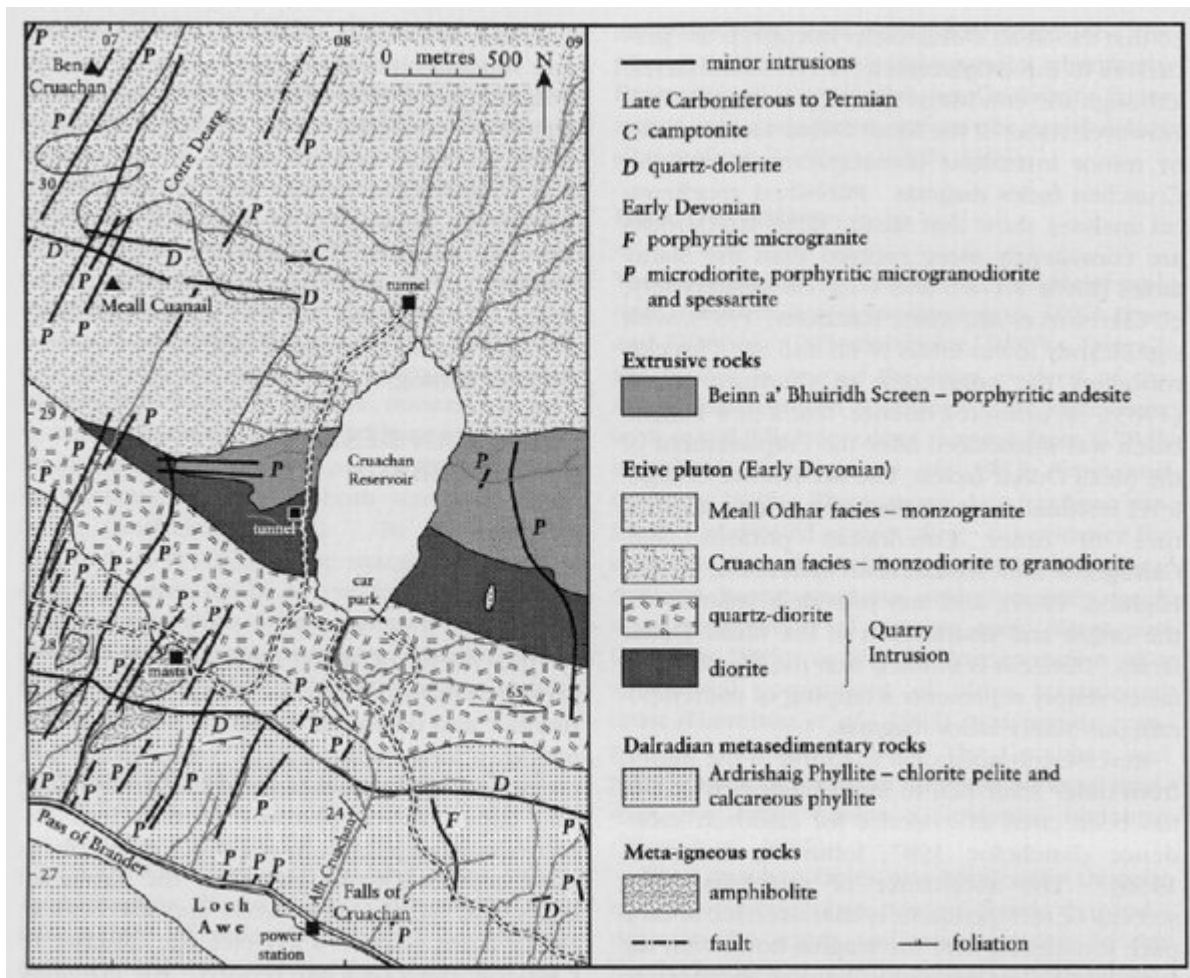 P
07
08
09
P
Ben
Cruachan
0 metres 500
N
P
P
P
Coire Dearg
P
30
P
D
D
C
P
Meall Cuanail
D
tunnel
P
P
29
P
P
Cruachan
Reservoir
P
P
P
tunnel
P
P
car
park
P
28
P
P
masts
65
P
30
D
P
P
P
P
P
D
P
P
24
F
P
Pass of Brander
P
P
P
Allt Cruachan
27
Falls of
Cruachan
P
Loch
Awe
D
P
power
station
minor intrusions
Late Carboniferous to Permian
C camptonite
D quartz-dolerite
Early Devonian
F porphyritic microgranite
P microdiorite, porphyritic microgranodiorite
and spessartite
Extrusive rocks
Beinn a' Bhuiridh Screen – porphyritic andesite
Etive pluton (Early Devonian)
Meall Odhar facies – monzogranite
Cruachan facies – monzodiorite to granodiorite
quartz-diorite
Quarry
Intrusion
diorite
Dalradian metasedimentary rocks
Ardrishaig Phyllite – chlorite pelite and
calcareous phyllite
Meta-igneous rocks
amphibolite
fault
foliation